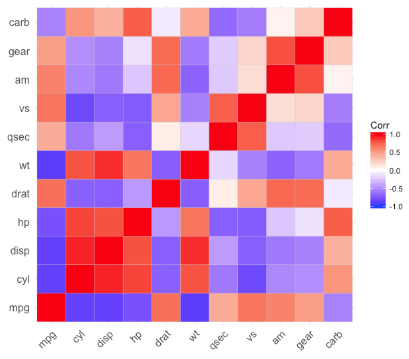 carb
gear
am
vs
qsec
wt
drat
hp
disp
cyl
mpg
mpg cyl disp hp drat wt qsec vs am gear carb
Corr
1.0
0.5
0.0
-0.5
-1.0